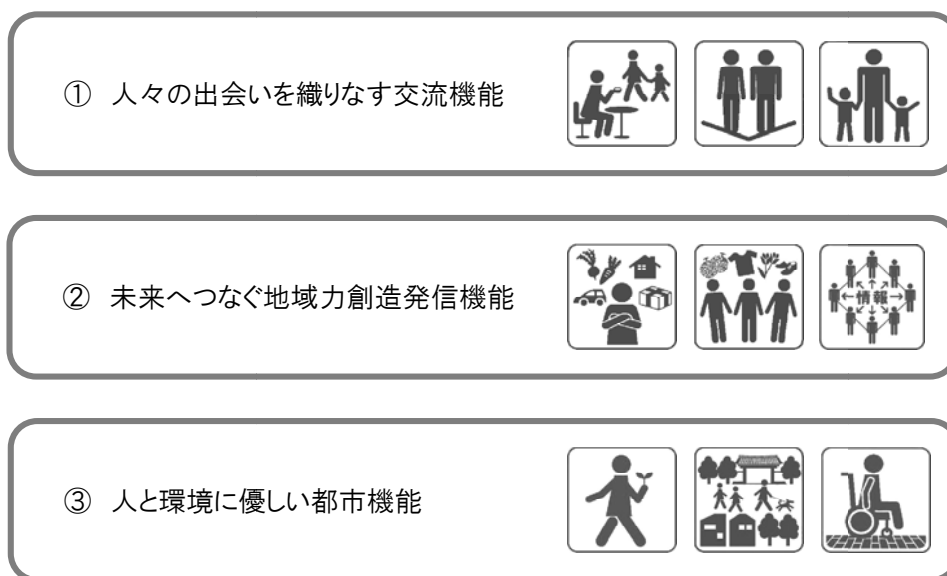 ① 人々の出会いを織りなす交流機能
② 未来へつなぐ地域力創造発信機能
情報
③ 人と環境に優しい都市機能